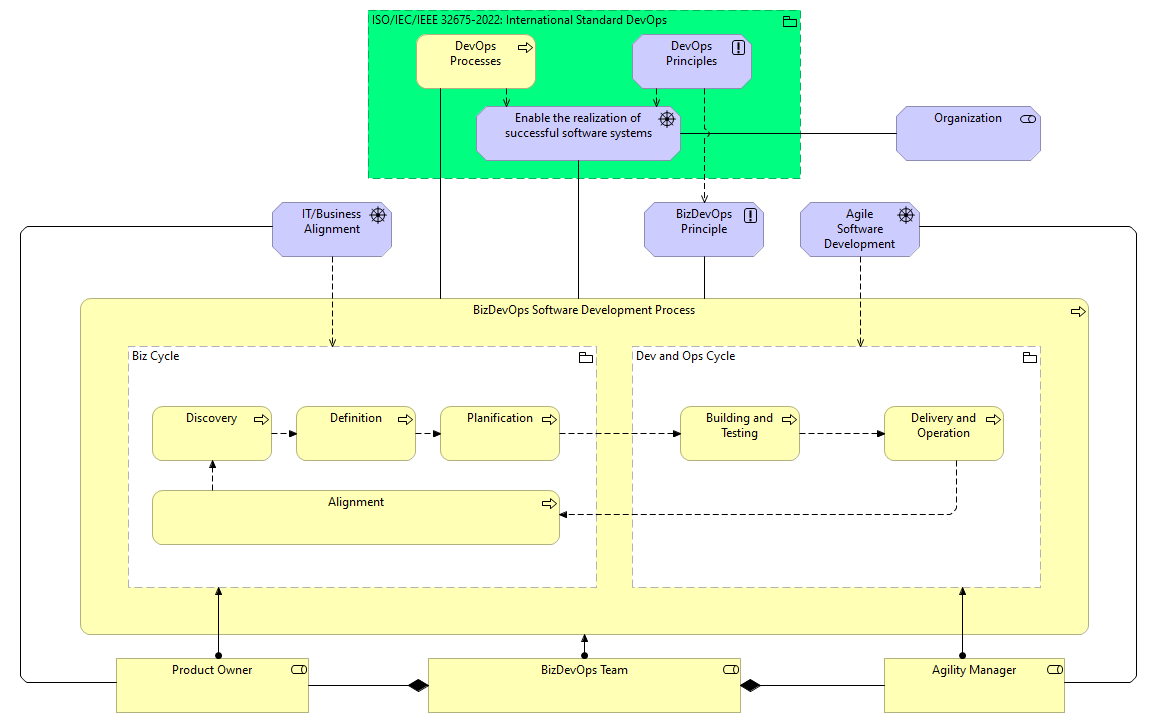 ISO/IEC/IEEE 32675-2022: International Standard DevOps
DevOps
Processes
DevOps
Principles
Enable the realization of
successful software systems
Organization
IT/Business
Alignment
BizDevOps
Principle
Agile
Software
Development
BizDevOps Software Development Process
Biz Cycle
Dev and Ops Cycle
Discovery
Definition
Planification
Building and
Testing
Delivery and
Operation
Alignment
Product Owner
BizDevOps Team
Agility Manager